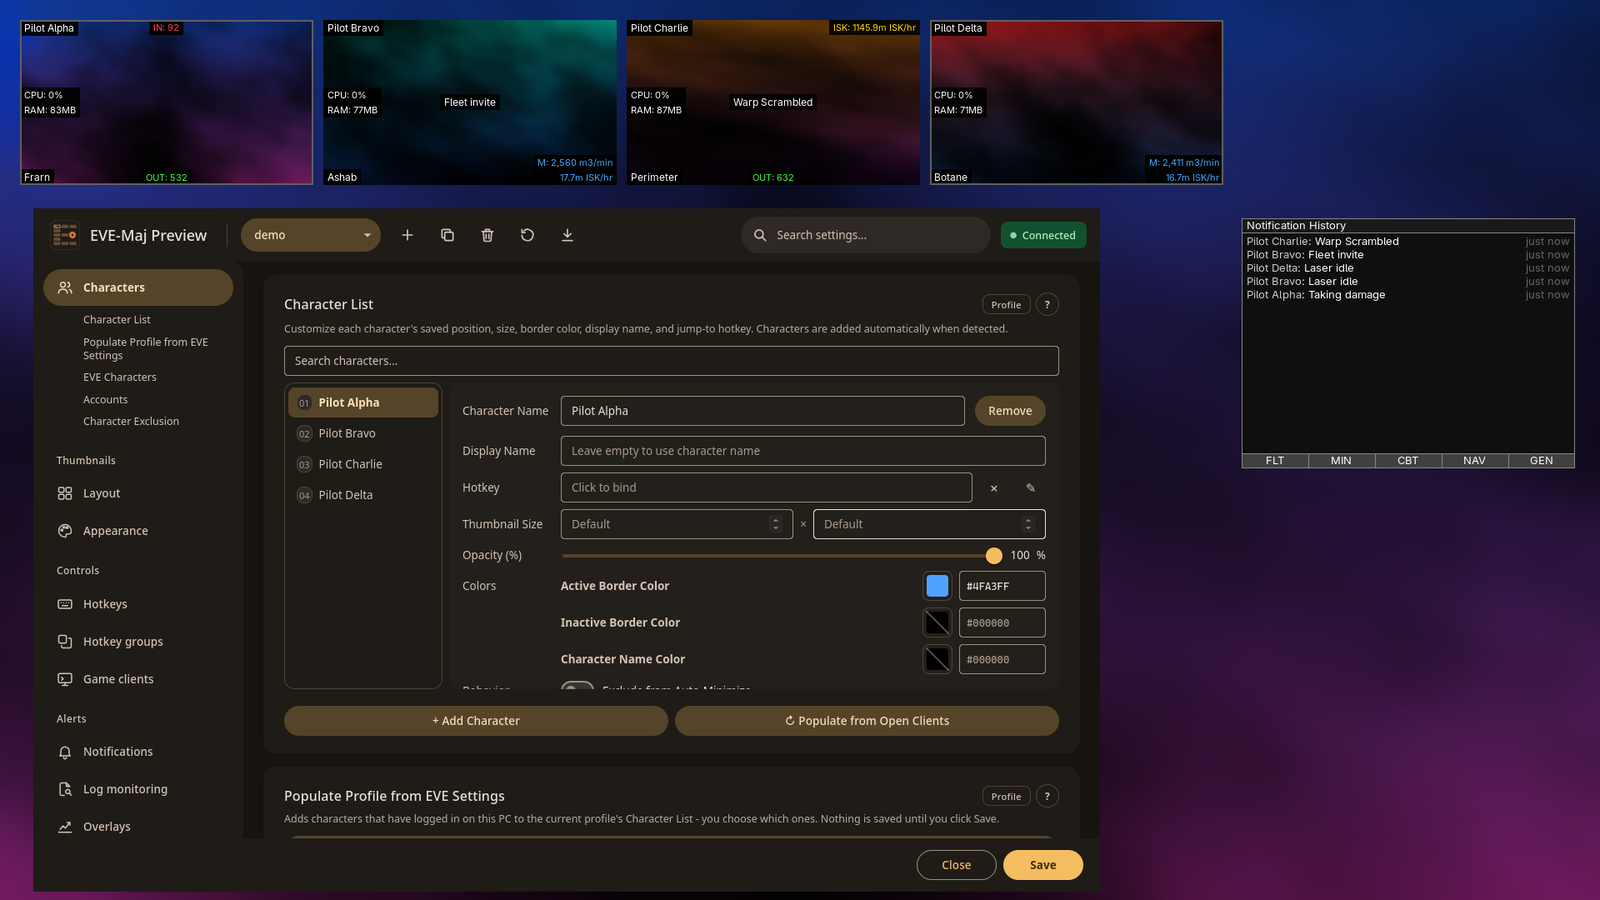 Pilot Alpha
IN: 92
CPU: 0%
RAM: 83MB
Frarn
OUT: 532
Pilot Bravo
CPU: 0%
RAM: 77MB
Fleet invite
M: 2,560 m3/min
Ashab
17.7m ISK/hr
Pilot Charlie
ISK: 1145.9m ISK/hr
CPU: 0%
RAM: 87MB
Warp Scrambled
Perimeter
OUT: 632
Pilot Delta
CPU: 0%
RAM: 71MB
M: 2,411 m3/min
Botane
16.7m ISK/hr
EVE-Maj Preview
demo
Search settings...
Connected
Characters
Character List
Populate Profile from EVE
Settings
EVE Characters
Accounts
Character Exclusion
Thumbnails
Layout
Appearance
Controls
Hotkeys
Hotkey groups
Game clients
Alerts
Notifications
Log monitoring
Overlays
Character List
Profile
?
Customize each character's saved position, size, border color, display name, and jump-to hotkey. Characters are added automatically when detected.
Search characters...
01 Pilot Alpha
02 Pilot Bravo
03 Pilot Charlie
04 Pilot Delta
Character Name
Pilot Alpha
Remove
Display Name
Leave empty to use character name
Hotkey
Click to bind
× ✎
Thumbnail Size
Default × Default
Opacity (%)
100 %
Colors
Active Border Color
#4FA3FF
Inactive Border Color
#000000
Character Name Color
#000000
Behavior
Exclude from Auto-Minimize
+ Add Character
↻ Populate from Open Clients
Populate Profile from EVE Settings
Profile
?
Adds characters that have logged in on this PC to the current profile's Character List - you choose which ones. Nothing is saved until you click Save.
Close
Save
Notification History
Pilot Charlie: Warp Scrambled just now
Pilot Bravo: Fleet invite just now
Pilot Delta: Laser idle just now
Pilot Bravo: Laser idle just now
Pilot Alpha: Taking damage just now
FLT MIN CBT NAV GEN